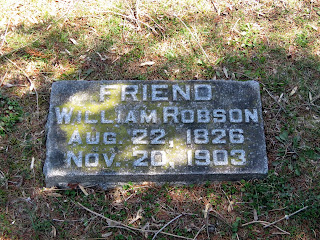 FRIEND
WILLIAM ROBSON
AUG. 22, 1826
NOV. 20, 1903